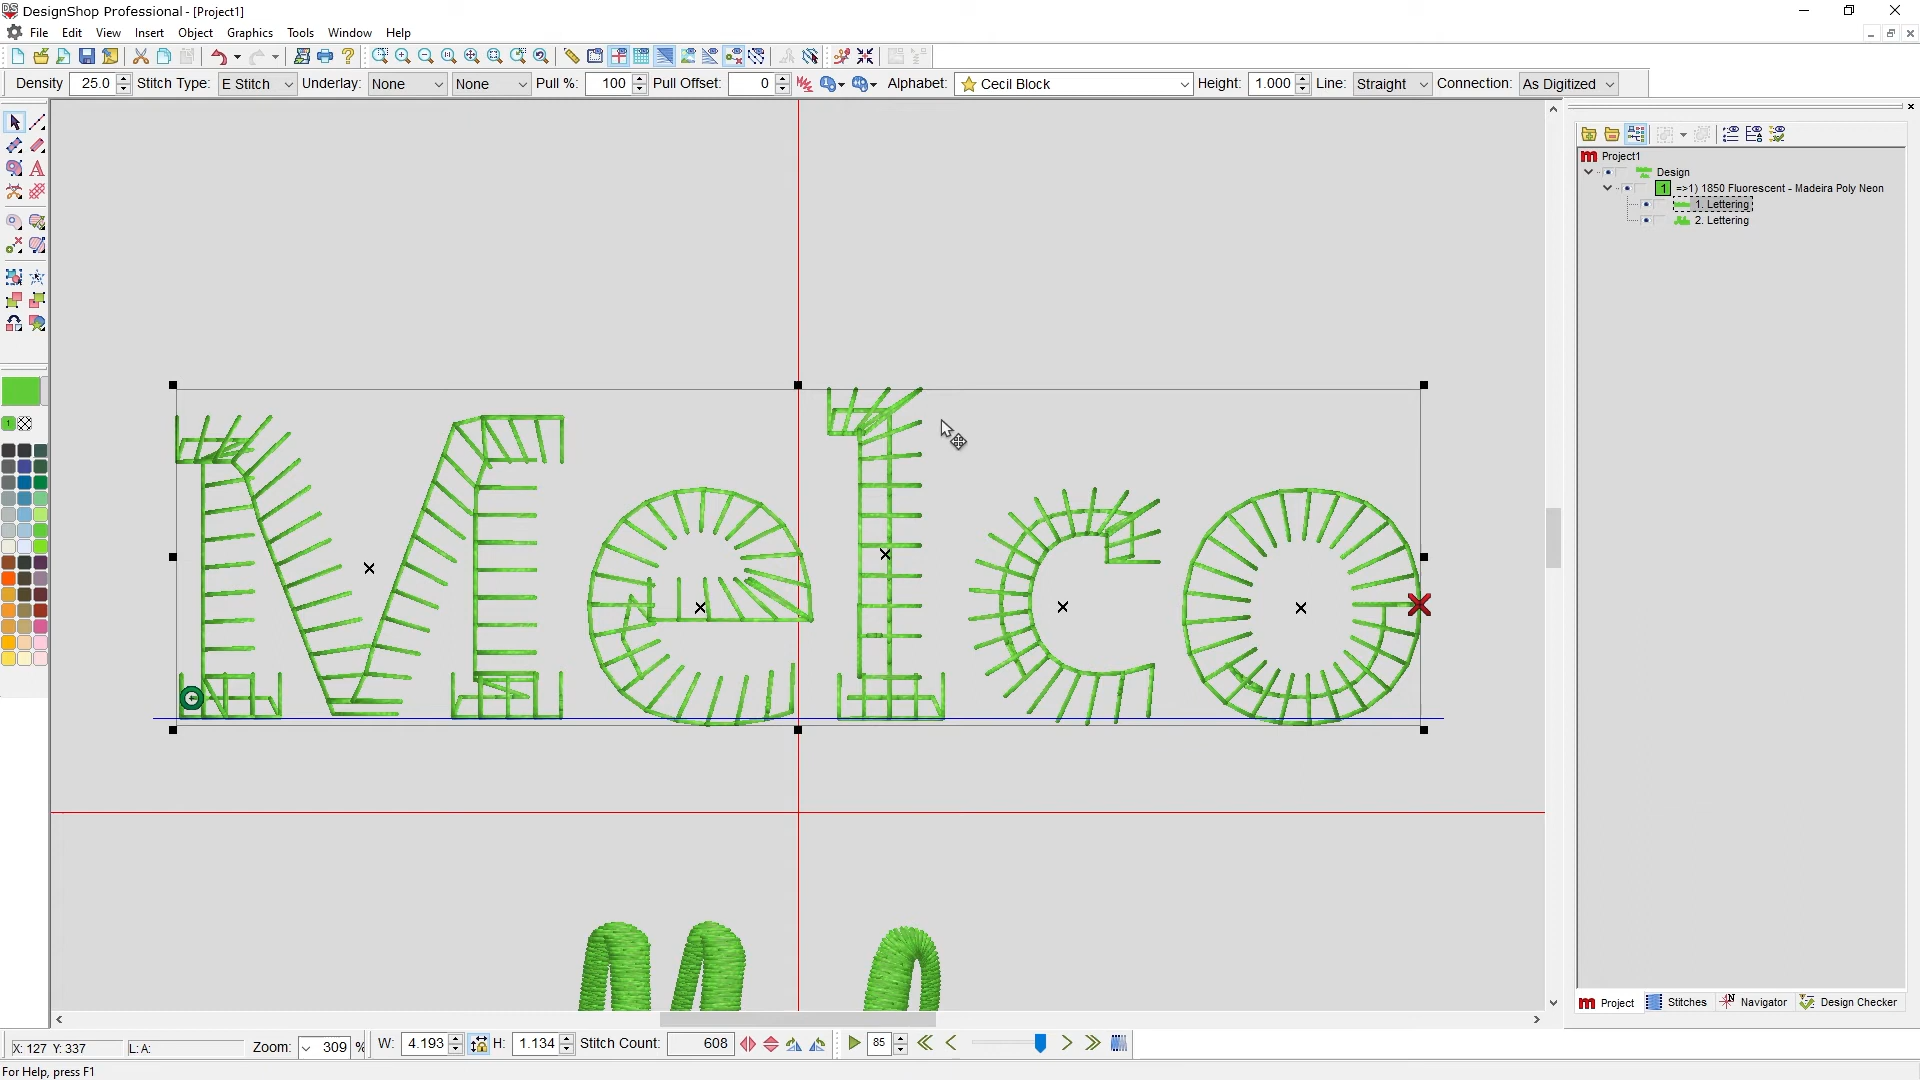 DesignShop Professional - [Project1]
File Edit View Insert Object Graphics Tools Window Help
Density 25.0 Stitch Type: E Stitch Underlay: None None Pull %: 100 Pull Offset: 0 Alphabet: Cecil Block Height: 1.000 Line: Straight Connection: As Digitized
Project1
Design
1 =>1) 1850 Fluorescent - Madeira Poly Neon
1. Lettering
2. Lettering
Melco
1
Project Stitches Navigator Design Checker
X: 127 Y: 337 L: A: Zoom: 309 % W: 4.193 H: 1.134 Stitch Count: 608 85
For Help, press F1